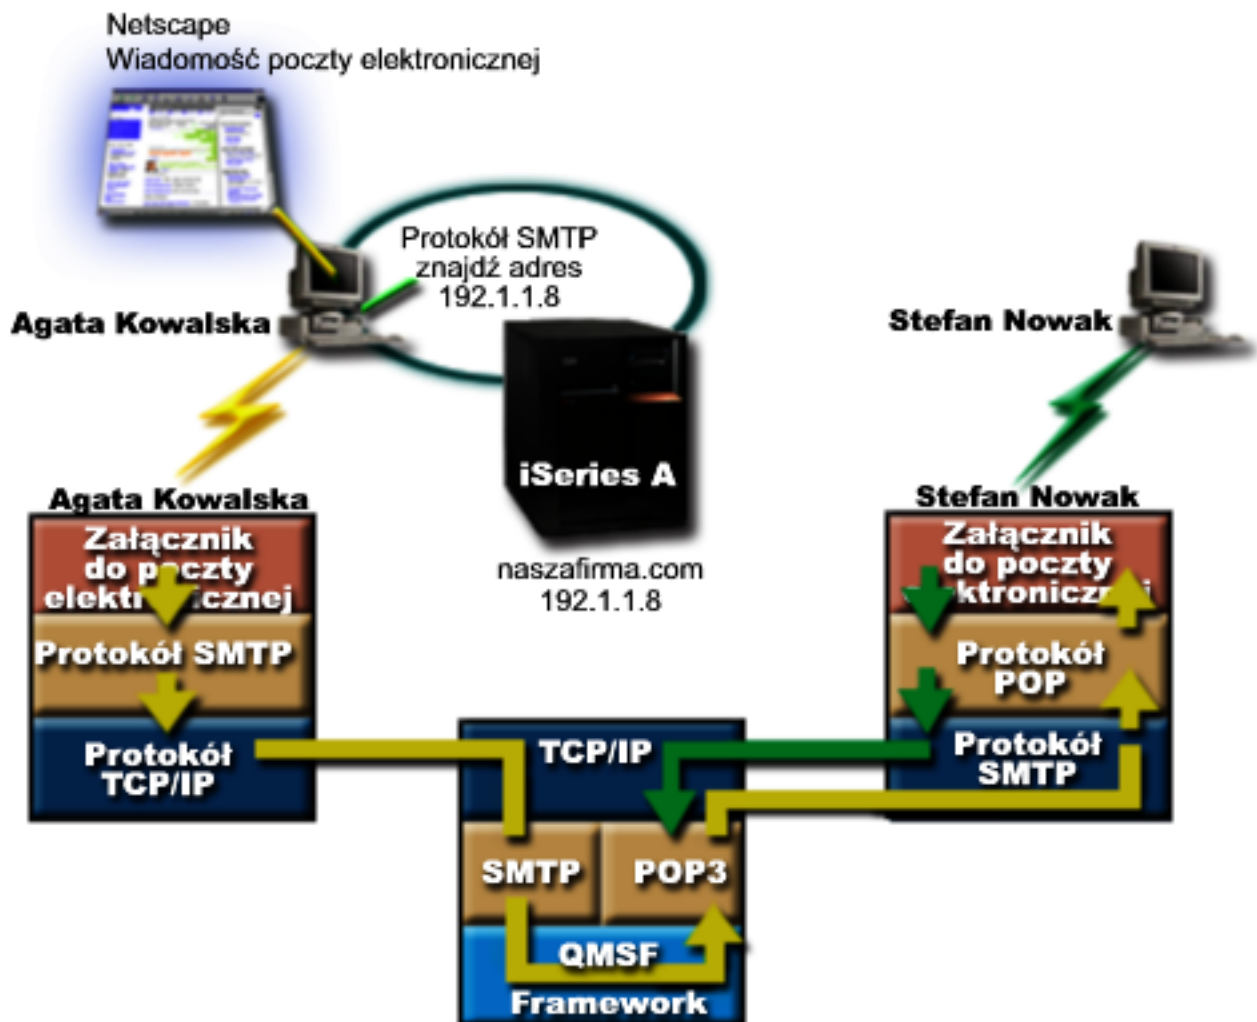 Netscape
Wiadomość poczty elektronicznej
Protokół SMTP
znajdź adres
192.1.1.8
Agata Kowalska
Stefan Nowak
iSeries A
naszafirma.com
192.1.1.8
Agata Kowalska
Załącznik
do poczty
elektronicznej
Protokół SMTP
Protokół
TCP/IP
Stefan Nowak
Załącznik
do poczty
elektronicznej
Protokół
POP
Protokół
SMTP
TCP/IP
SMTP
POP3
QMSF
Framework